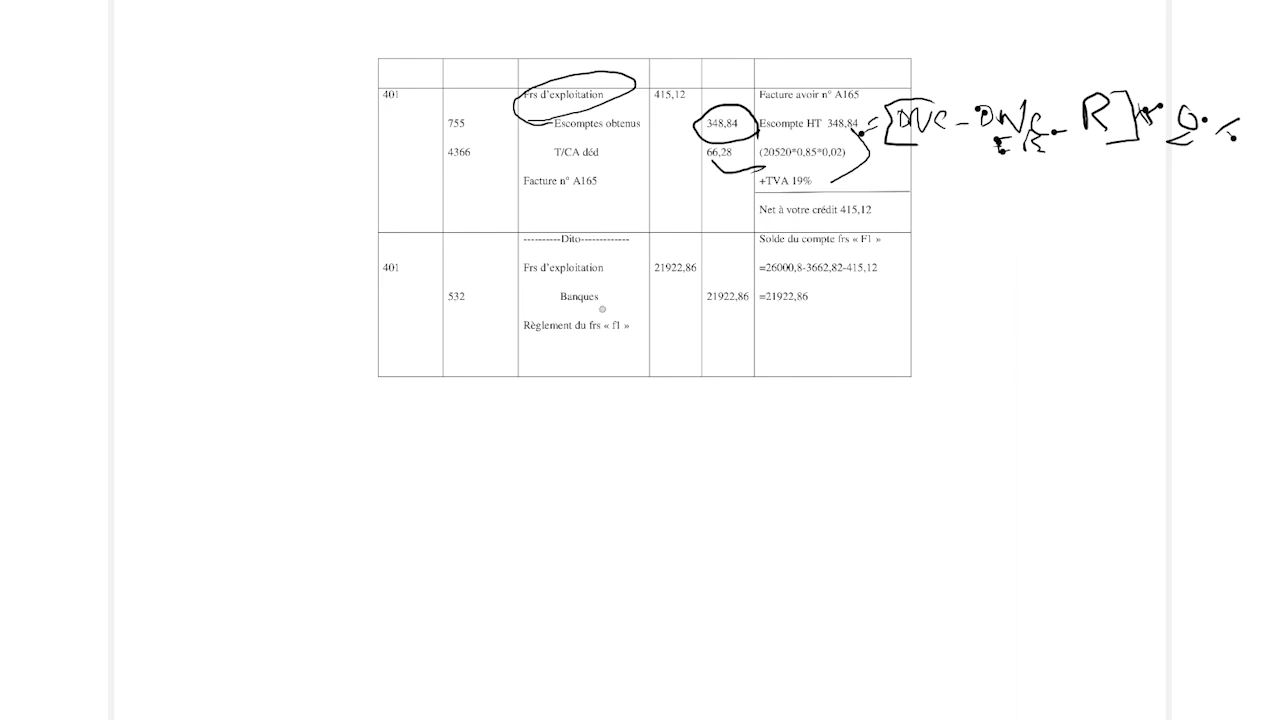 401 Frs d'exploitation 415,12 Facture avoir n° A165
755 Escomptes obtenus 348,84 Escompte HT 348,84
4366 T/CA déd 66,28 (20520*0,85*0,02)
Facture n° A165 +TVA 19%
Net à votre crédit 415,12
----------Dito------------- Solde du compte frs « F1 »
401 Frs d'exploitation 21922,86 =26000,8-3662,82-415,12
532 Banques 21922,86 =21922,86
Règlement du frs « f1 »